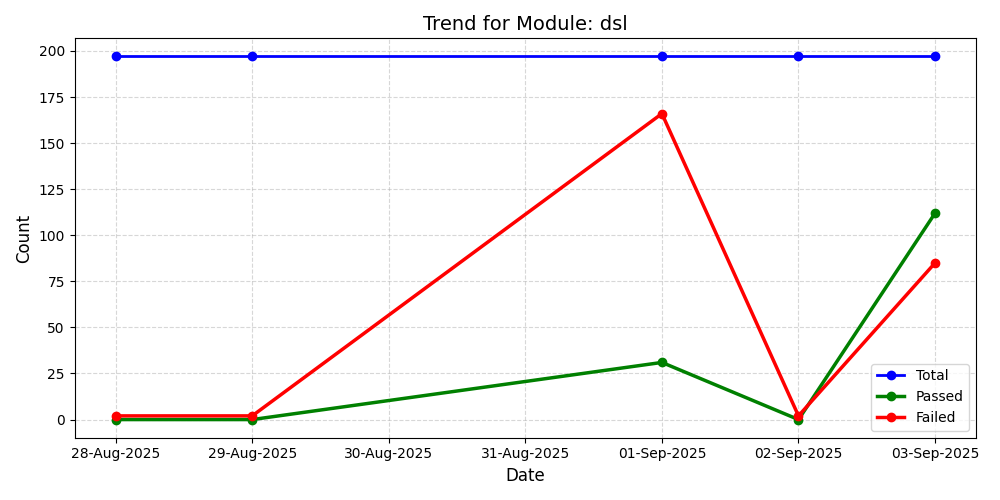 Trend for Module: dsl
200
175
150
125
100
75
50
25
0
Count
28-Aug-2025 29-Aug-2025 30-Aug-2025 31-Aug-2025 01-Sep-2025 02-Sep-2025 03-Sep-2025
Date
Total
Passed
Failed